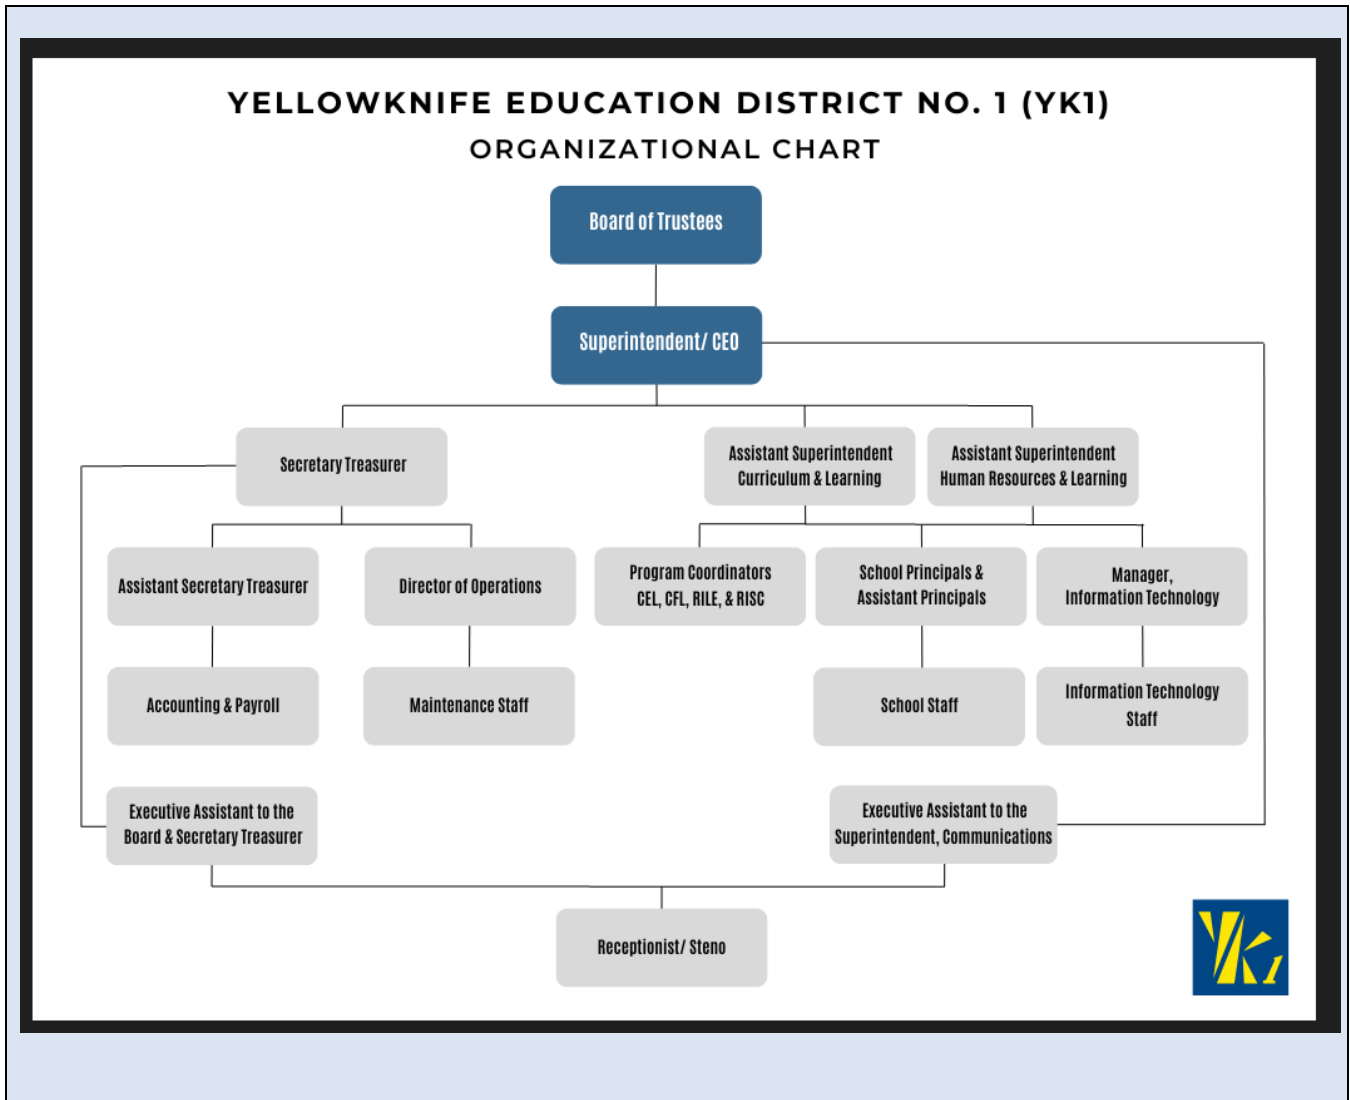 YELLOWKNIFE EDUCATION DISTRICT NO. 1 (YK1)
ORGANIZATIONAL CHART
Board of Trustees
Superintendent/ CEO
Secretary Treasurer
Assistant Superintendent
Curriculum & Learning
Assistant Superintendent
Human Resources & Learning
Assistant Secretary Treasurer
Director of Operations
Program Coordinators
CEL, CFL, RILE, & RISC
School Principals &
Assistant Principals
Manager,
Information Technology
Accounting & Payroll
Maintenance Staff
School Staff
Information Technology
Staff
Executive Assistant to the
Board & Secretary Treasurer
Executive Assistant to the
Superintendent, Communications
Receptionist/ Steno
YK1